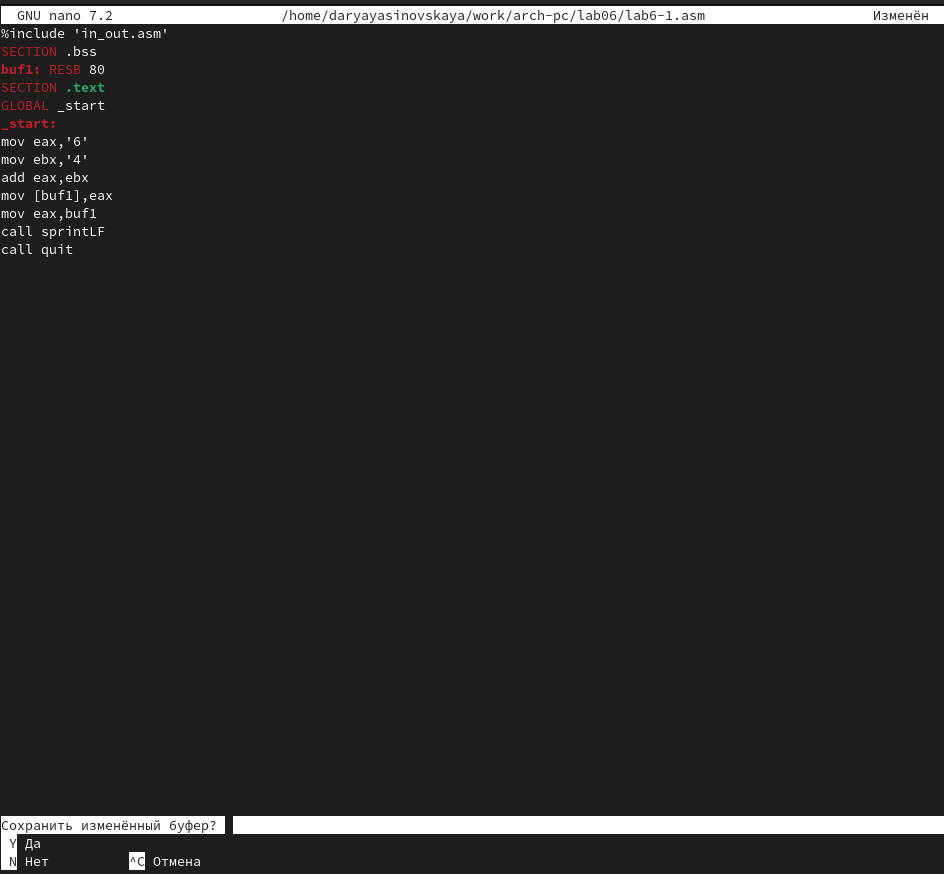 GNU nano 7.2 /home/daryayasinovskaya/work/arch-pc/lab06/lab6-1.asm Изменён
%include 'in_out.asm'
SECTION .bss
buf1: RESB 80
SECTION .text
GLOBAL _start
_start:
mov eax,'6'
mov ebx,'4'
add eax,ebx
mov [buf1],eax
mov eax,buf1
call sprintLF
call quit
Сохранить изменённый буфер?
Y Да
N Нет ^C Отмена